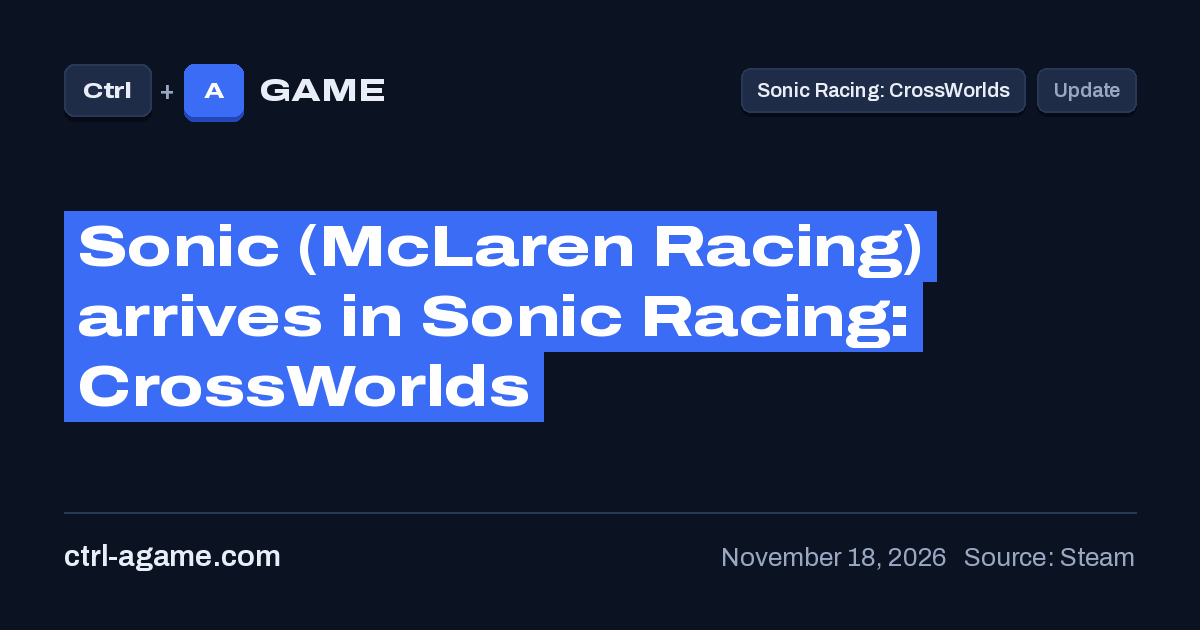 Ctrl + A GAME
Sonic Racing: CrossWorlds
Update
Sonic (McLaren Racing)
arrives in Sonic Racing:
CrossWorlds
ctrl-agame.com
November 18, 2026 Source: Steam